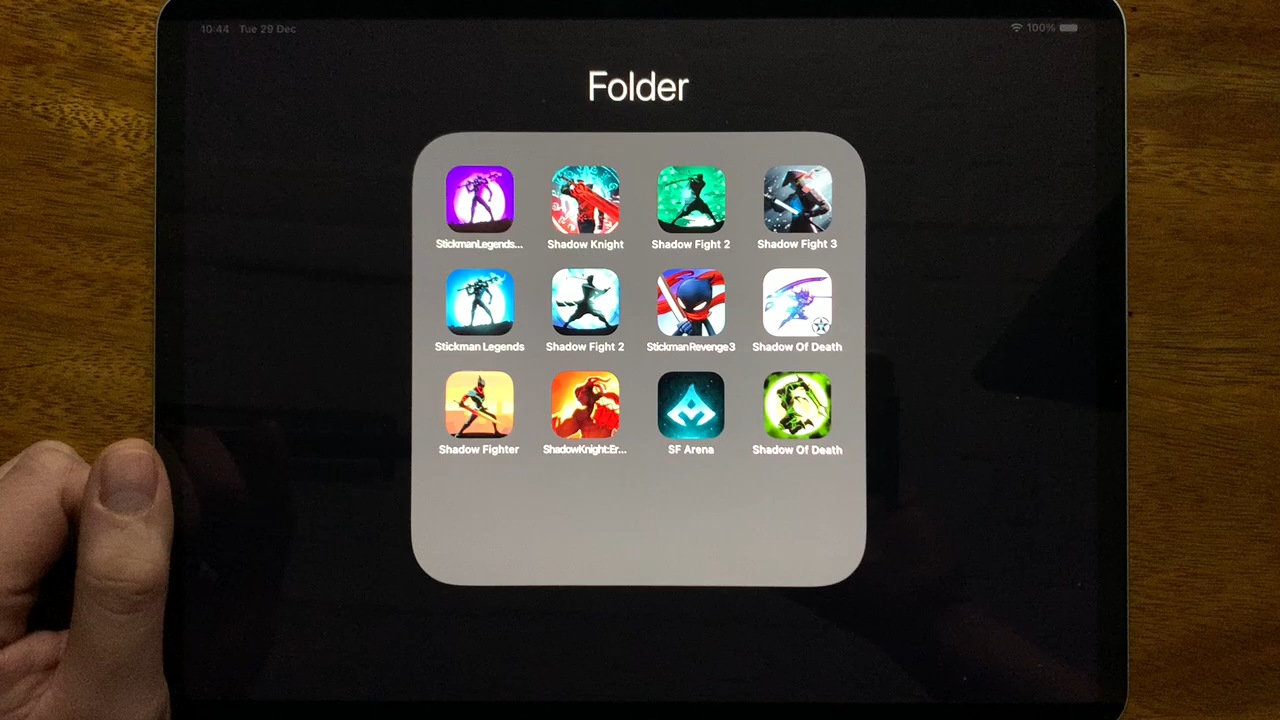 10:44 Tue 29 Dec 100%
Folder
StickmanLegends... Shadow Knight Shadow Fight 2 Shadow Fight 3
Stickman Legends Shadow Fight 2 StickmanRevenge3 Shadow Of Death
Shadow Fighter ShadowKnight:Er... SF Arena Shadow Of Death